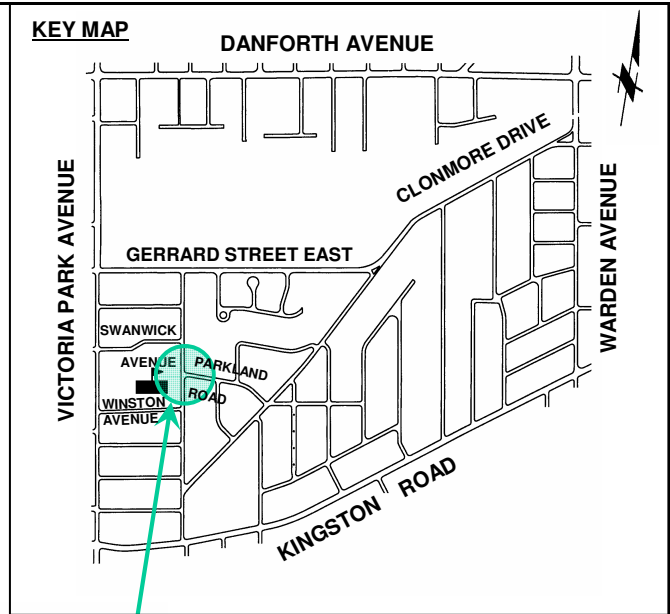 KEY MAP
DANFORTH AVENUE
CLONMORE DRIVE
VICTORIA PARK AVENUE
WARDEN AVENUE
GERRARD STREET EAST
SWANWICK
AVENUE
PARKLAND
ROAD
WINSTON
AVENUE
KINGSTON ROAD